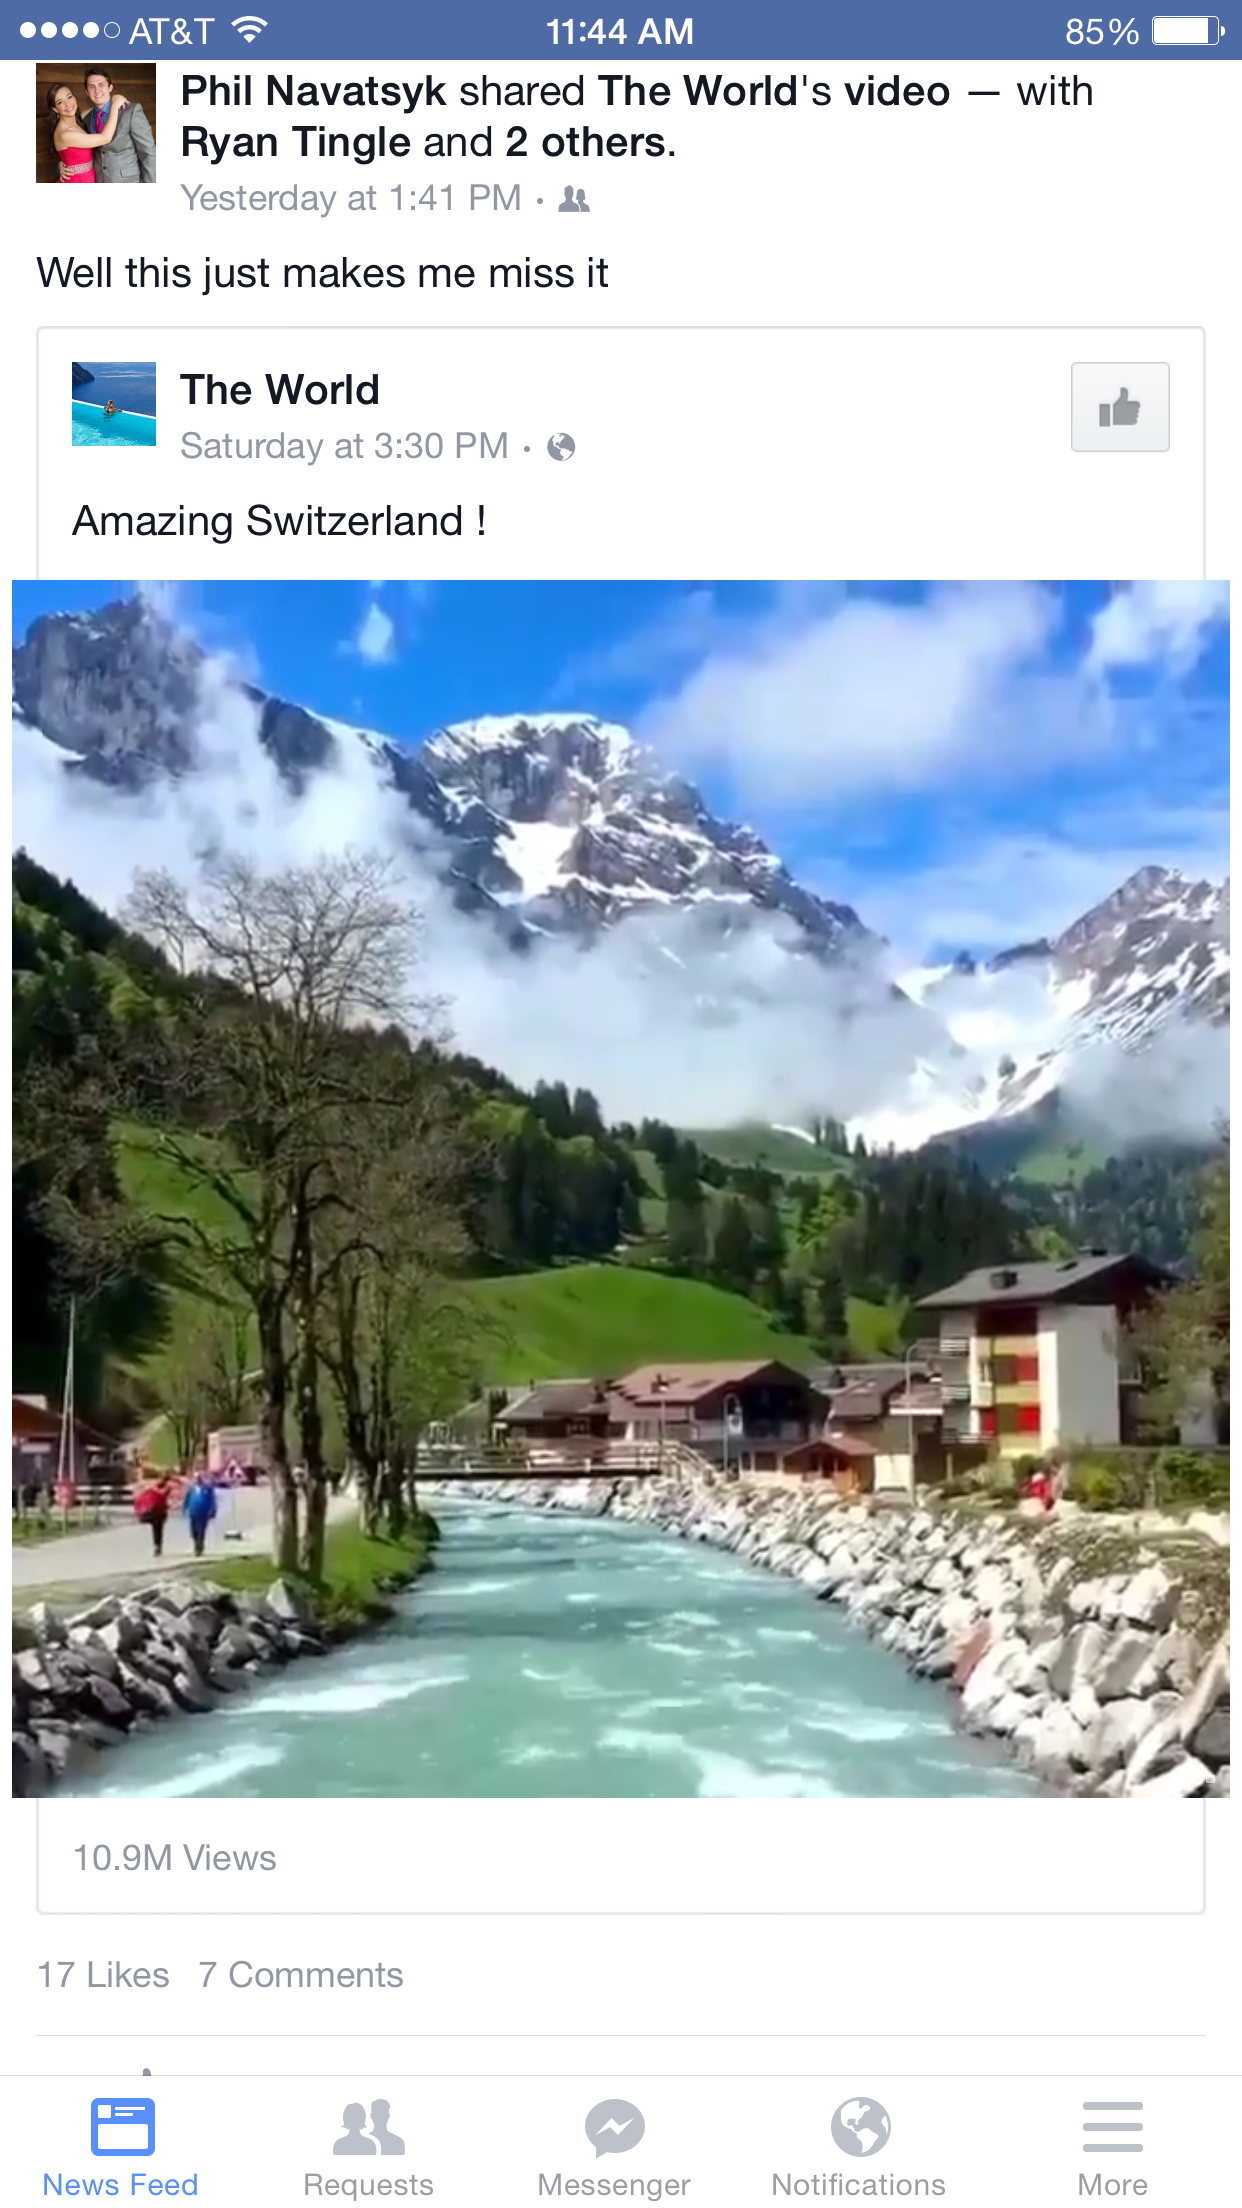 AT&T 11:44 AM 85%
Phil Navatsyk shared The World's video — with
Ryan Tingle and 2 others.
Yesterday at 1:41 PM ·
Well this just makes me miss it
The World
Saturday at 3:30 PM ·
Amazing Switzerland !
10.9M Views
17 Likes 7 Comments
News Feed Requests Messenger Notifications More